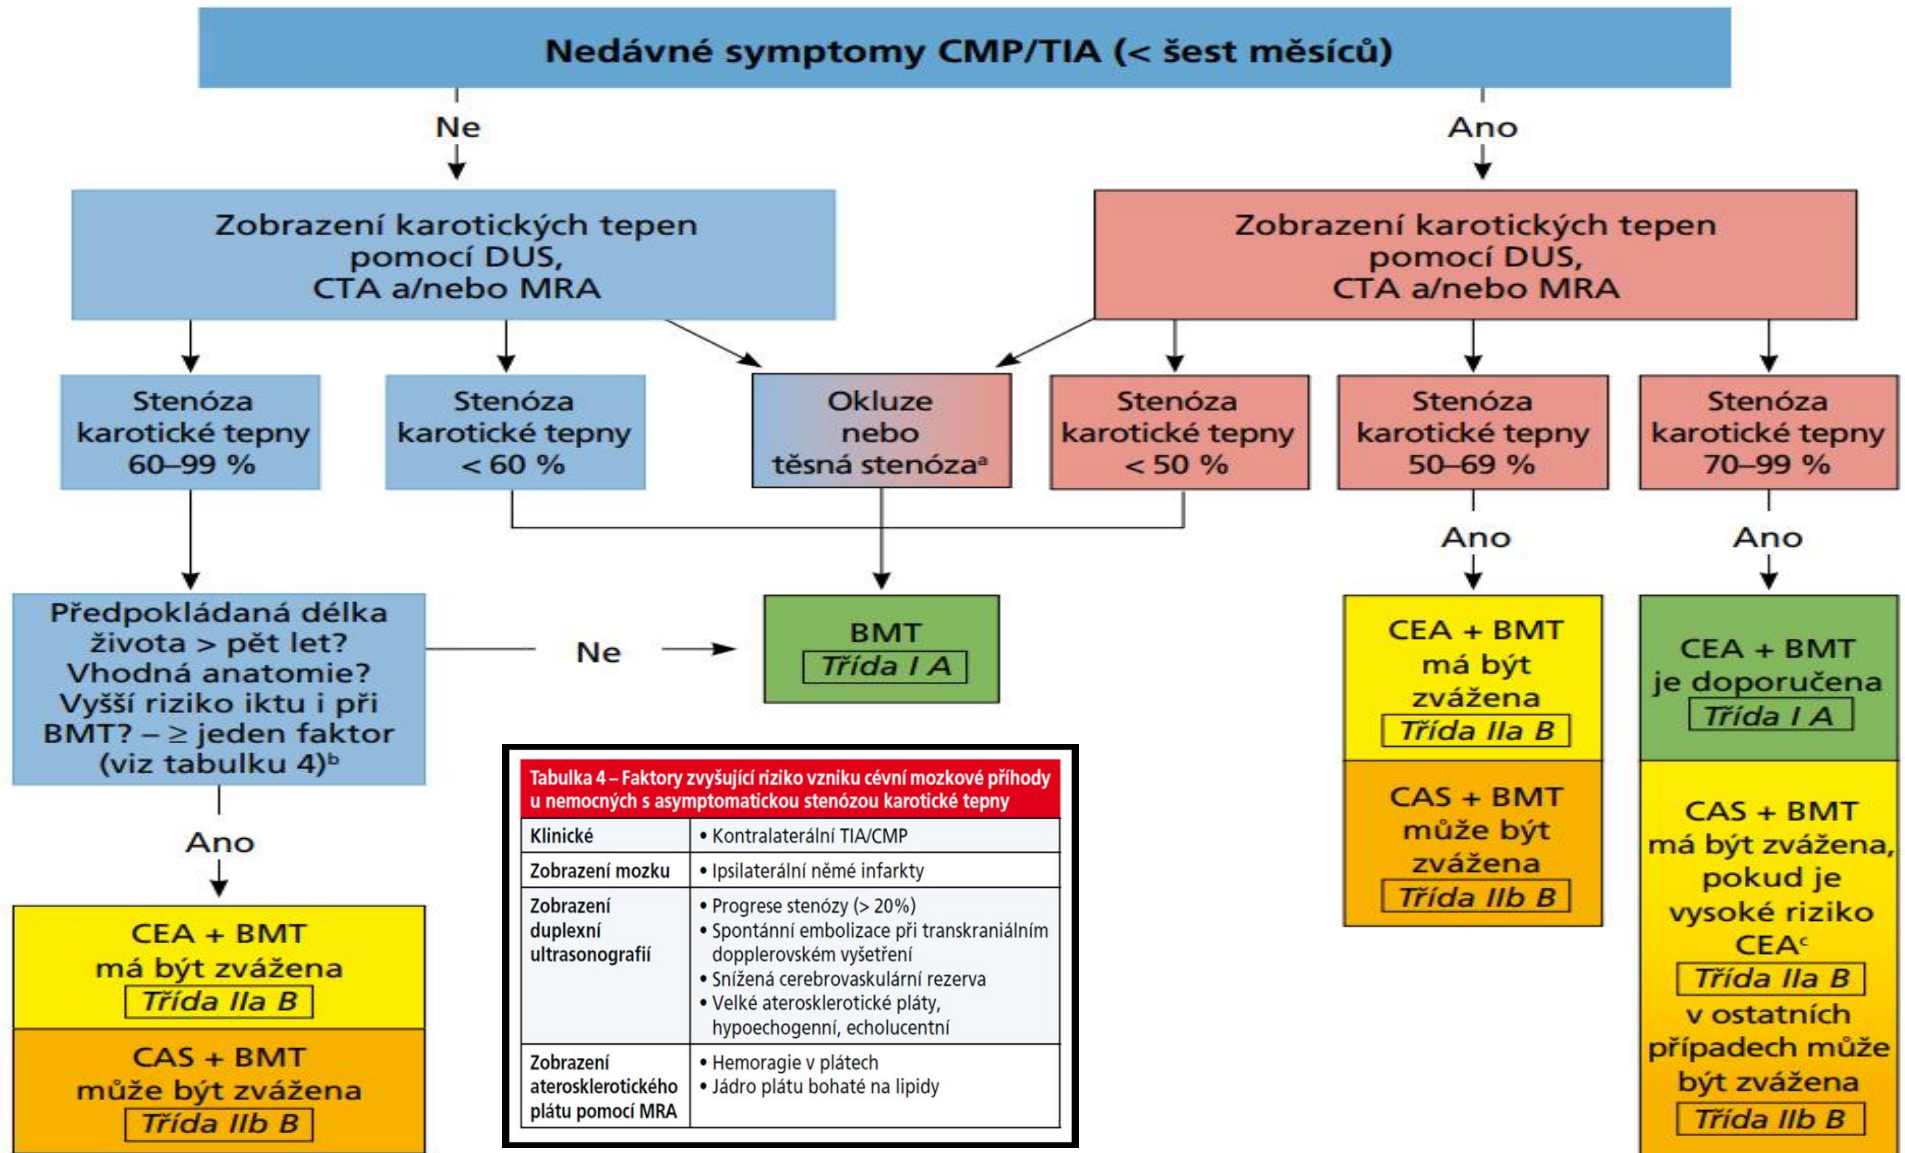 Nedávné symptomy CMP/TIA (< šest měsíců)
Ne
Ano
Zobrazení karotických tepen
pomocí DUS,
CTA a/nebo MRA
Zobrazení karotických tepen
pomocí DUS,
CTA a/nebo MRA
Stenóza
karotické tepny
60–99 %
Stenóza
karotické tepny
< 60 %
Okluze
nebo
těsná stenózaᵃ
Stenóza
karotické tepny
< 50 %
Stenóza
karotické tepny
50–69 %
Stenóza
karotické tepny
70–99 %
Ano
Ano
Předpokládaná délka
života > pět let?
Vhodná anatomie?
Vyšší riziko iktu i při
BMT? – ≥ jeden faktor
(viz tabulku 4)ᵇ
Ne
BMT
Třída I A
CEA + BMT
má být
zvážena
Třída IIa B
CAS + BMT
může být
zvážena
Třída IIb B
CEA + BMT
je doporučena
Třída I A
CAS + BMT
má být zvážena,
pokud je
vysoké riziko
CEAᶜ
Třída IIa B
v ostatních
případech může
být zvážena
Třída IIb B
Ano
CEA + BMT
má být zvážena
Třída IIa B
CAS + BMT
může být zvážena
Třída IIb B
Tabulka 4 – Faktory zvyšující riziko vzniku cévní mozkové příhody
u nemocných s asymptomatickou stenózou karotické tepny
Klinické • Kontralaterální TIA/CMP
Zobrazení mozku • Ipsilaterální němé infarkty
Zobrazení • Progrese stenózy (> 20%)
duplexní • Spontánní embolizace při transkraniálním
ultrasonografií dopplerovském vyšetření
• Snížená cerebrovaskulární rezerva
• Velké aterosklerotické pláty,
hypoechogenní, echolucentní
Zobrazení • Hemoragie v plátech
aterosklerotického • Jádro plátu bohaté na lipidy
plátu pomocí MRA